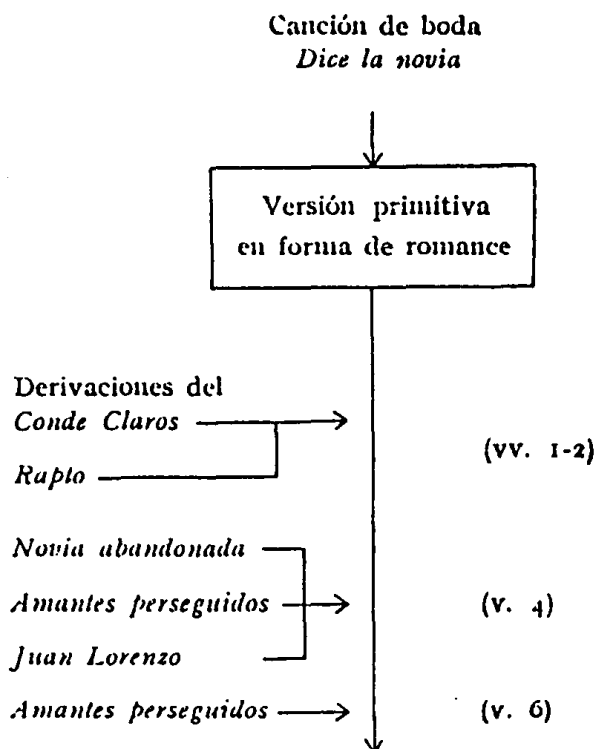 Canción de boda
Dice la novia
Versión primitiva
en forma de romance
Derivaciones del
Conde Claros
(vv. 1-2)
Rapto
Novia abandonada
Amantes perseguidos
(v. 4)
Juan Lorenzo
Amantes perseguidos
(v. 6)